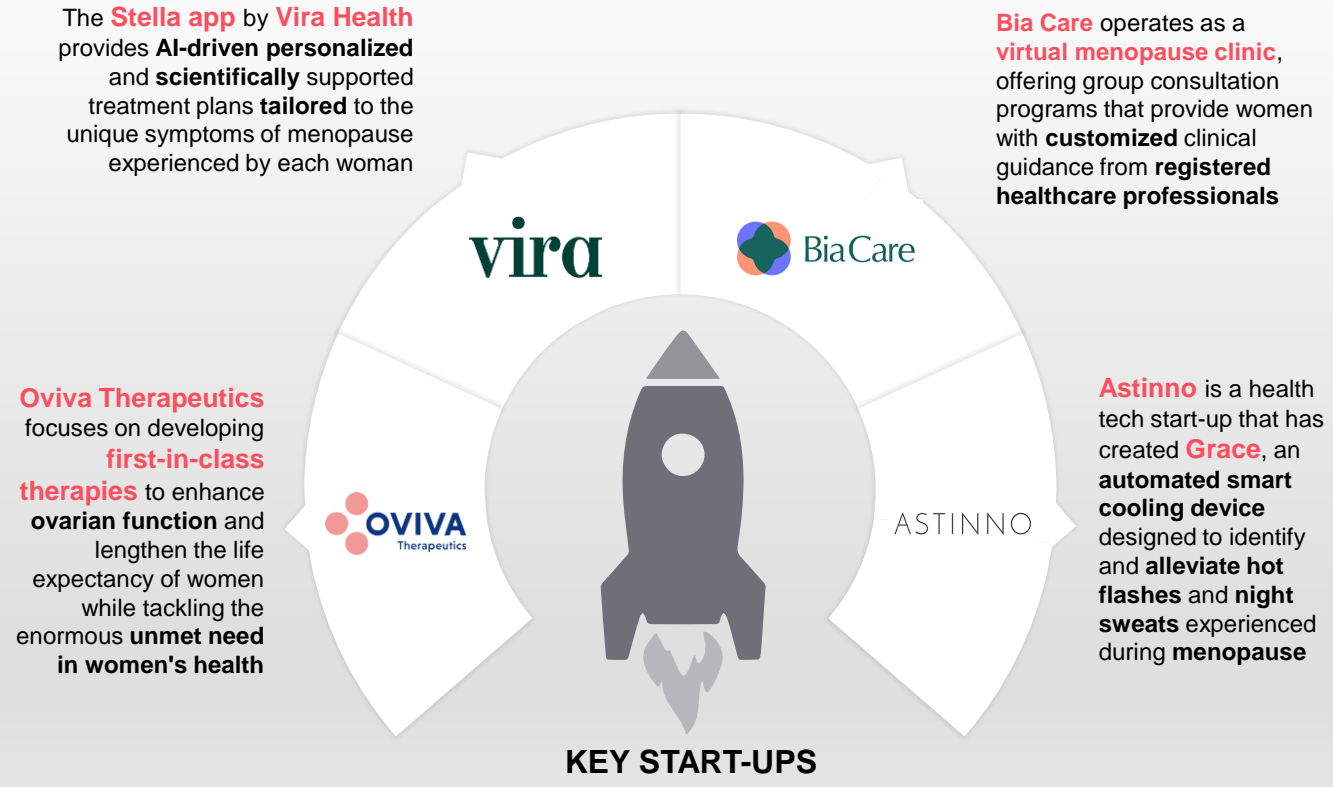 The Stella app by Vira Health
provides AI-driven personalized
and scientifically supported
treatment plans tailored to the
unique symptoms of menopause
experienced by each woman
Bia Care operates as a
virtual menopause clinic,
offering group consultation
programs that provide women
with customized clinical
guidance from registered
healthcare professionals
vira
Bia Care
Oviva Therapeutics
focuses on developing
first-in-class
therapies to enhance
ovarian function and
lengthen the life
expectancy of women
while tackling the
enormous unmet need
in women's health
OVIVA
Therapeutics
ASTINNO
Astinno is a health
tech start-up that has
created Grace, an
automated smart
cooling device
designed to identify
and alleviate hot
flashes and night
sweats experienced
during menopause
KEY START-UPS